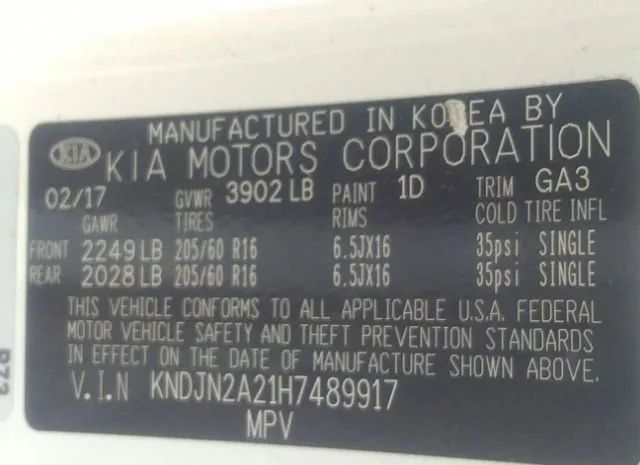 MANUFACTURED IN KOREA BY
KIA KIA MOTORS CORPORATION
02/17 GVWR 3902 LB PAINT 1D TRIM GA3
GAWR TIRES RIMS COLD TIRE INFL
FRONT 2249 LB 205/60 R16 6.5JX16 35psi SINGLE
REAR 2028 LB 205/60 R16 6.5JX16 35psi SINGLE
THIS VEHICLE CONFORMS TO ALL APPLICABLE U.S.A. FEDERAL
MOTOR VEHICLE SAFETY AND THEFT PREVENTION STANDARDS
IN EFFECT ON THE DATE OF MANUFACTURE SHOWN ABOVE.
V.I.N KNDJN2A21H7489917
MPV